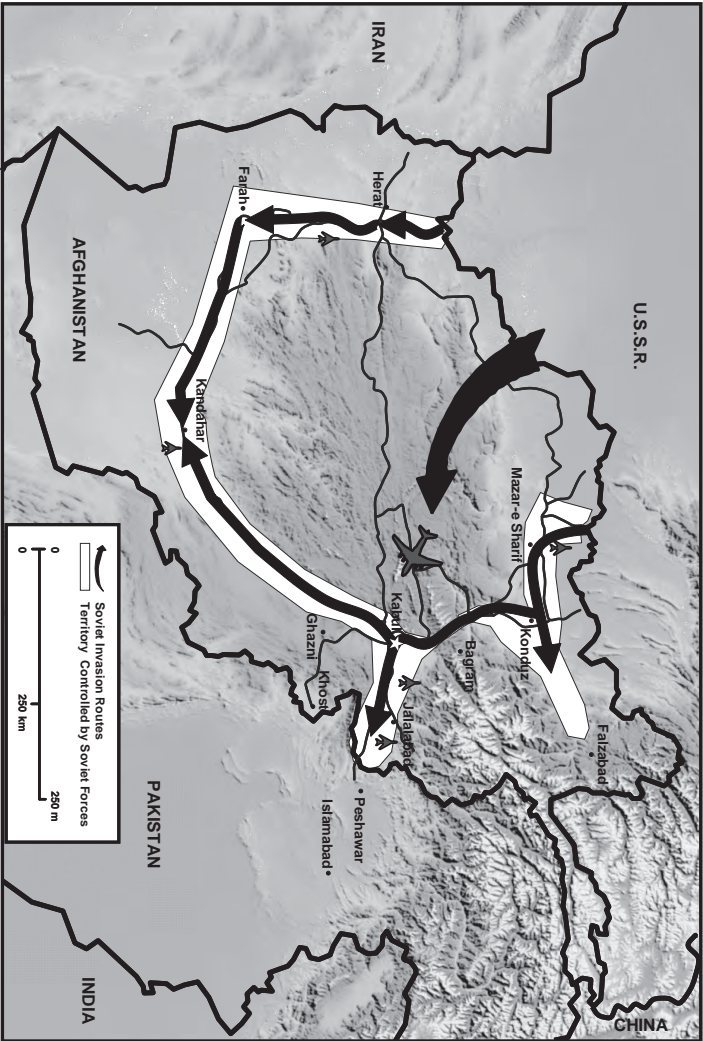 U.S.S.R.
CHINA
IRAN
Mazar-e Sharif
Konduz
Faizabad
Bagram
Herat
Kabul
Jalalabad
Peshawar
Islamabad
Ghazni
Khost
Farah
Kandahar
AFGHANISTAN
PAKISTAN
INDIA
Soviet Invasion Routes
Territory Controlled by Soviet Forces
0 250 m
0 250 km